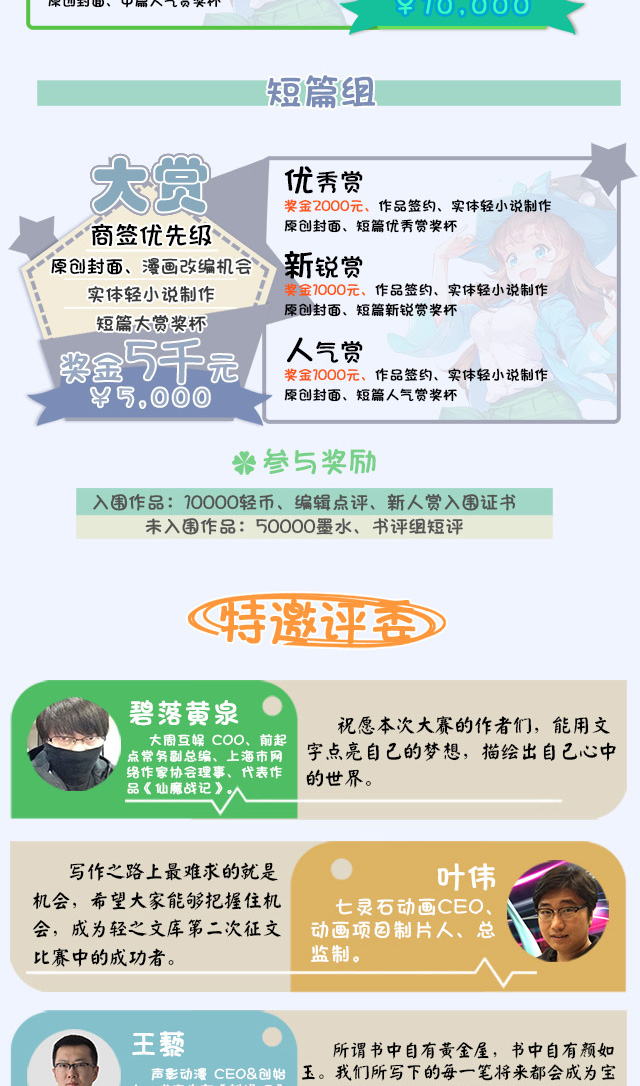 原创封面、中篇人气赏奖杯
￥10,000
短篇组
大赏
商签优先级
原创封面、漫画改编机会
实体轻小说制作
短篇大赏奖杯
奖金5千元
￥5,000
优秀赏
奖金2000元、作品签约、实体轻小说制作
原创封面、短篇优秀赏奖杯
新锐赏
奖金1000元、作品签约、实体轻小说制作
原创封面、短篇新锐赏奖杯
人气赏
奖金1000元、作品签约、实体轻小说制作
原创封面、短篇人气赏奖杯
参与奖励
入围作品：10000轻币、编辑点评、新人赏入围证书
未入围作品：50000墨水、书评组短评
特邀评委
碧落黄泉
大周互娱 COO、前起
点常务副总编、上海市网
络作家协会理事、代表作
品《仙魔战记》。
祝愿本次大赛的作者们，能用文
字点亮自己的梦想，描绘出自己心中
的世界。
写作之路上最难求的就是
机会，希望大家能够把握住机
会，成为轻之文库第二次征文
比赛中的成功者。
叶伟
七灵石动画CEO、
动画项目制片人、总
监制。
王藜
声影动漫 CEO&创始
所谓书中自有黄金屋，书中自有颜如
玉。我们所写下的每一笔将来都会成为宝